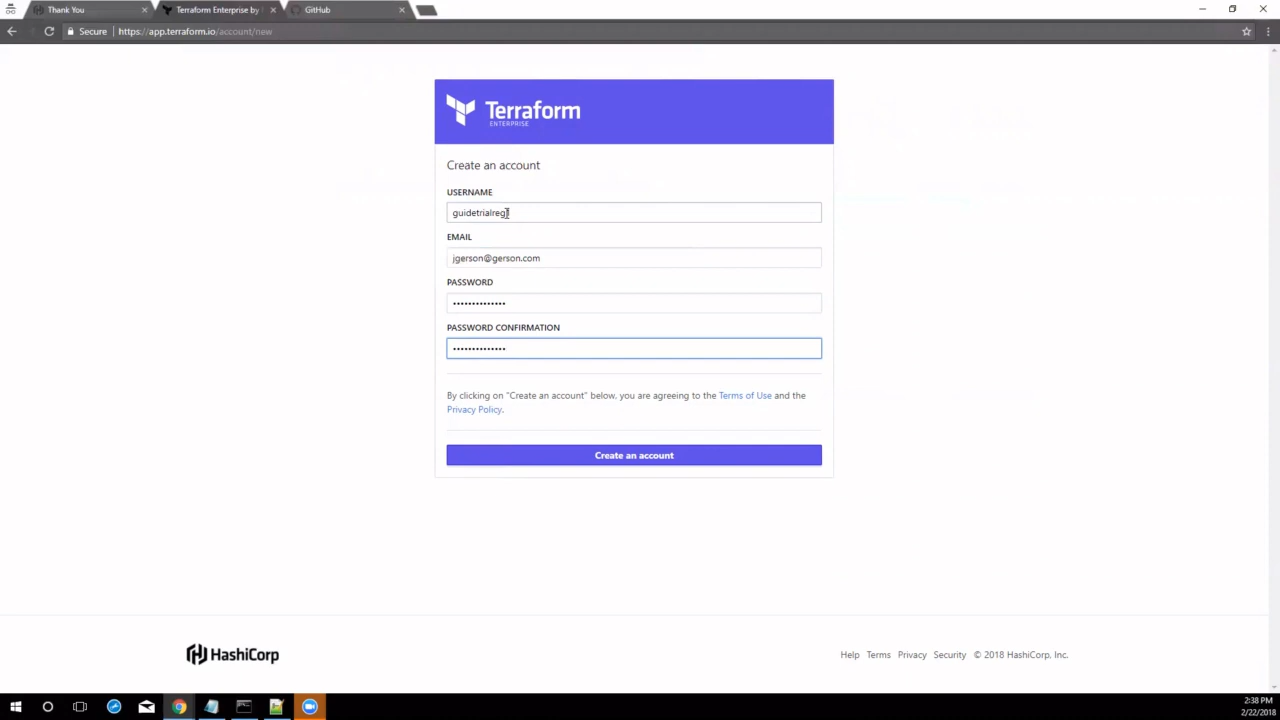 Thank You
Terraform Enterprise by
GitHub
Secure
https://app.terraform.io/account/new
Terraform
ENTERPRISE
Create an account
USERNAME
guidetrialreg
EMAIL
jgerson@gerson.com
PASSWORD
••••••••••••••
PASSWORD CONFIRMATION
••••••••••••••
By clicking on "Create an account" below, you are agreeing to the Terms of Use and the
Privacy Policy.
Create an account
HashiCorp
Help Terms Privacy Security © 2018 HashiCorp, Inc.
2:38 PM
2/22/2018